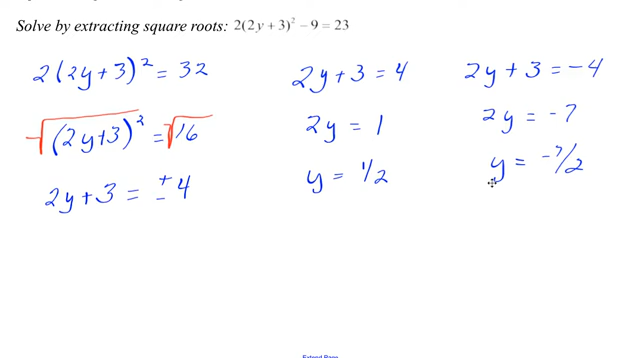 Solve by extracting square roots: 2(2y + 3)² − 9 = 23
2(2y+3)² = 32
√(2y+3)² = √16
2y+3 = ±4
2y+3 = 4
2y = 1
y = 1/2
2y+3 = -4
2y = -7
y = -7/2
Extend Page